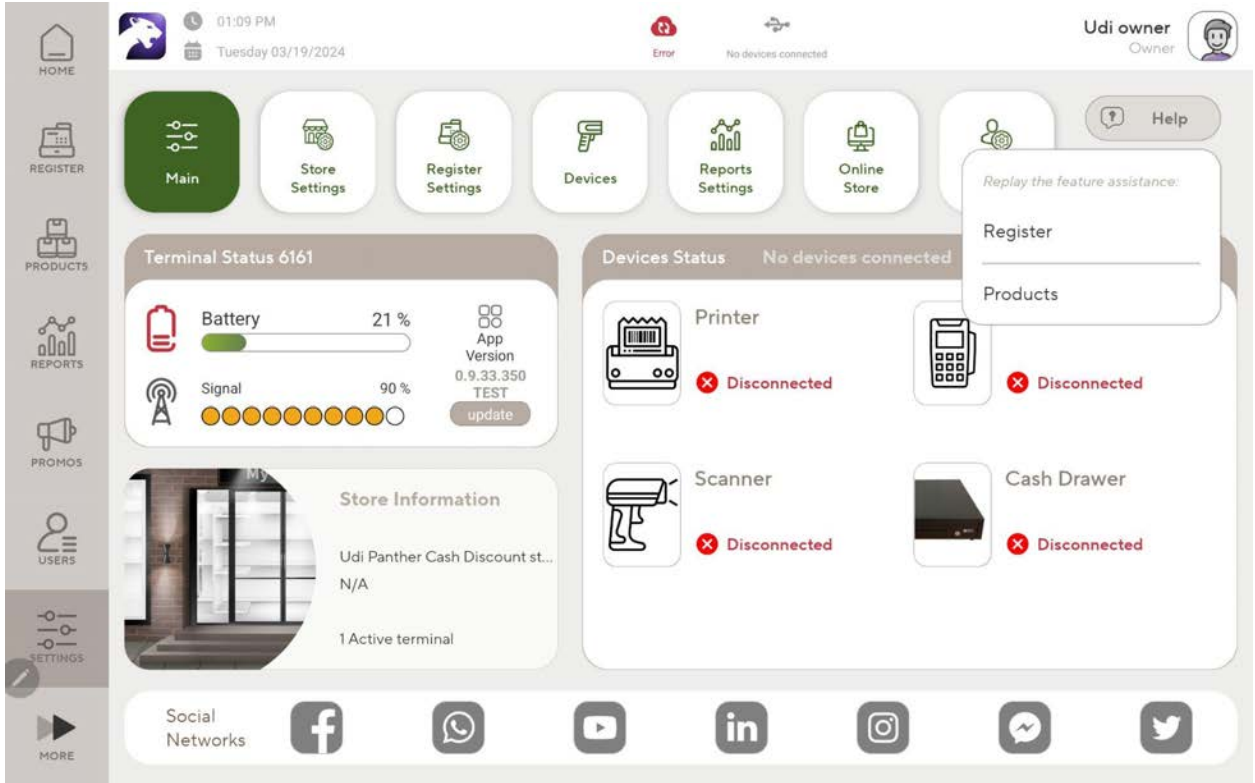 HOME
REGISTER
PRODUCTS
REPORTS
PROMOS
USERS
SETTINGS
MORE
01:09 PM
Tuesday 03/19/2024
Error
No devices connected
Udi owner
Owner
Main
Store
Settings
Register
Settings
Devices
Reports
Settings
Online
Store
Help
Replay the feature assistance:
Register
Products
Terminal Status 6161
Battery
21 %
Signal
90 %
App
Version
0.9.33.350
TEST
update
Devices Status No devices connected
Printer
Disconnected
Disconnected
Scanner
Disconnected
Cash Drawer
Disconnected
My
Store Information
Udi Panther Cash Discount st...
N/A
1 Active terminal
Social
Networks